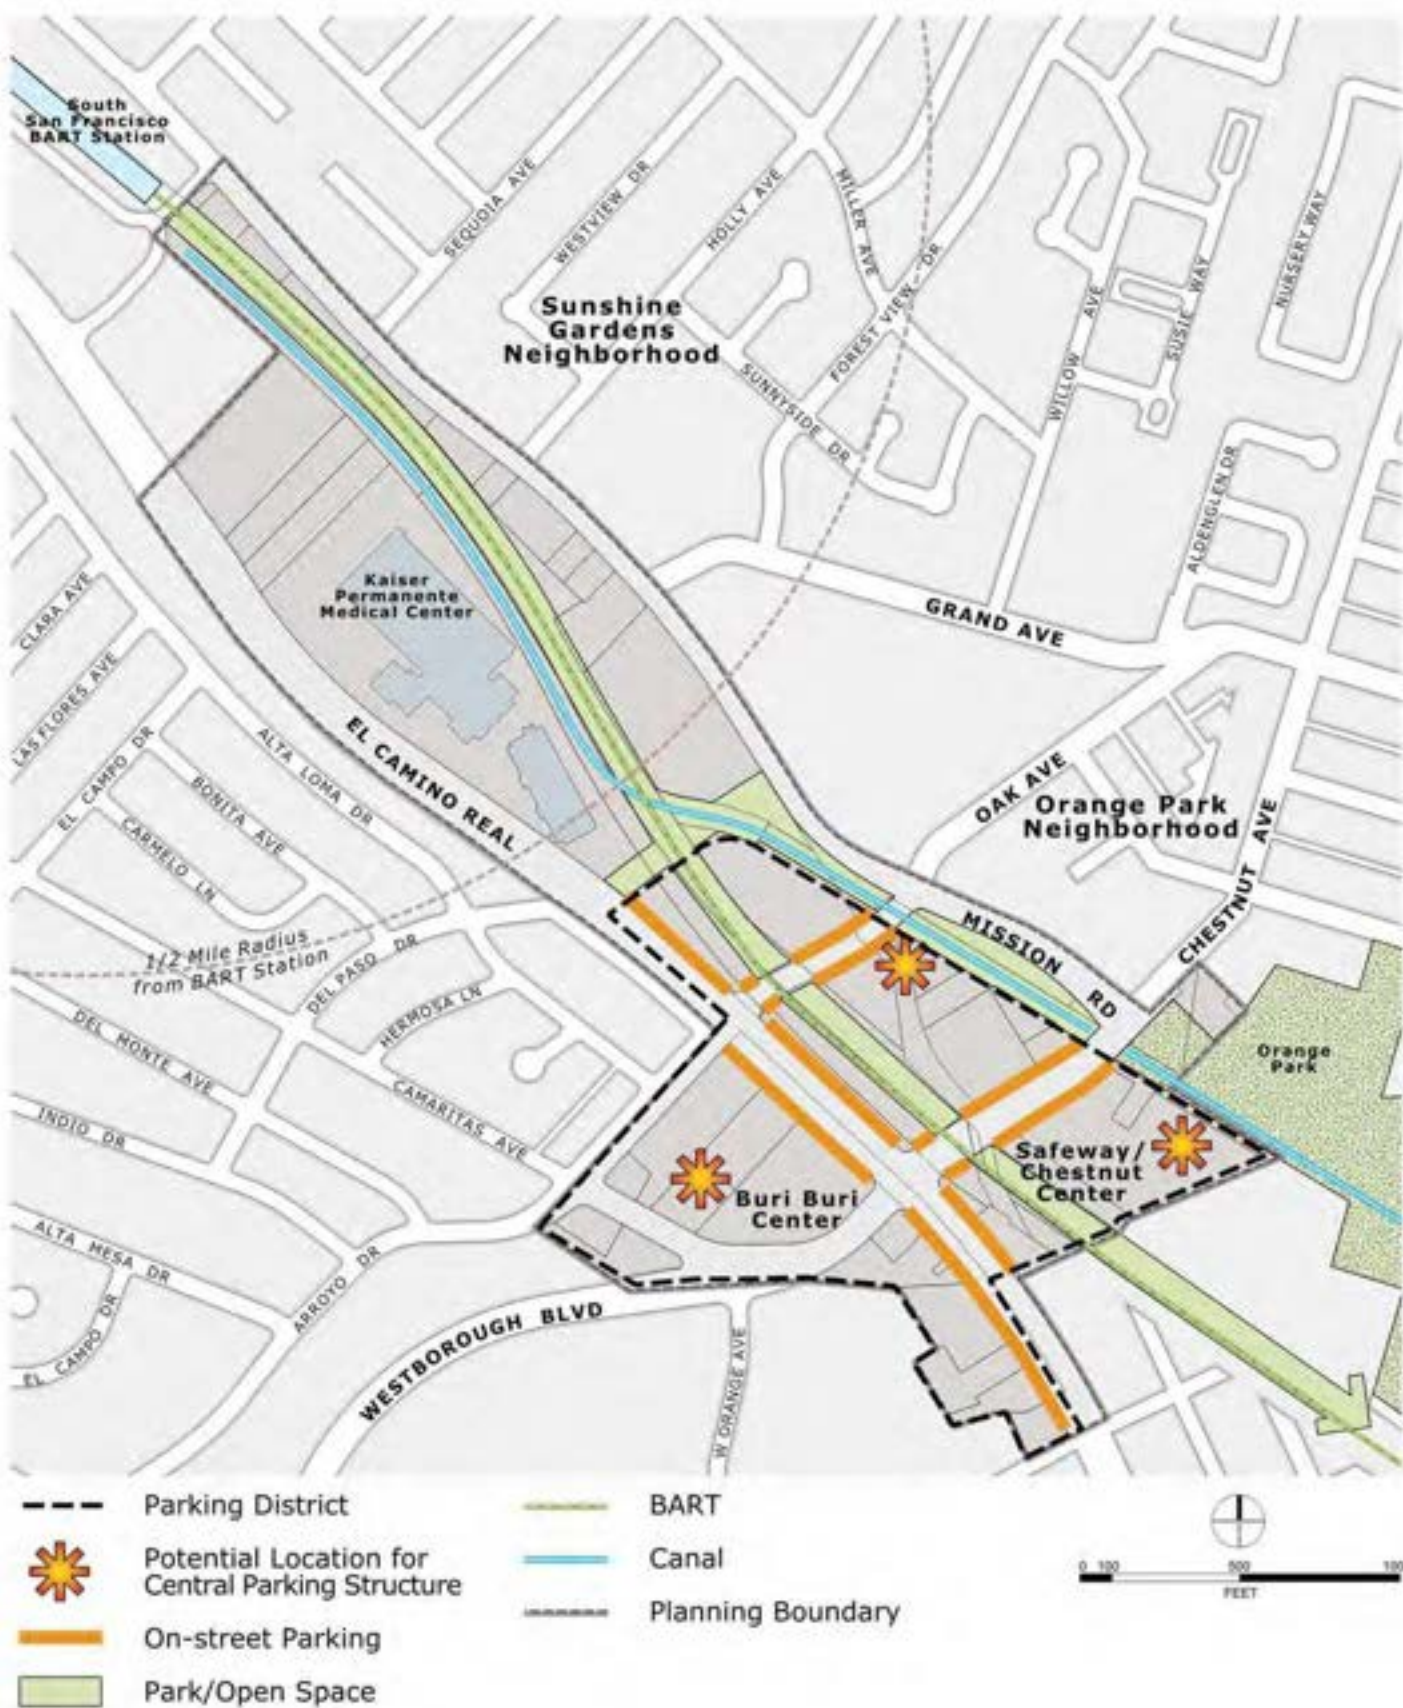 South
San Francisco
BART Station
SEQUOIA AVE
WESTVIEW DR
HOLLY AVE
MILLER AVE
FOREST VIEW DR
SUNNYSIDE DR
WILLOW AVE
SUSIE WAY
NURSERY WAY
ALDENGLEN DR
Sunshine
Gardens
Neighborhood
Kaiser
Permanente
Medical Center
GRAND AVE
CLARA AVE
LAS FLORES AVE
EL CAMPO DR
ALTA LOMA DR
BONITA AVE
CARMELO LN
EL CAMINO REAL
OAK AVE
Orange Park
Neighborhood
CHESTNUT AVE
MISSION RD
1/2 Mile Radius
from BART Station
DEL PASO DR
HERMOSA LN
DEL MONTE AVE
CAMARITAS AVE
INDIO DR
Orange
Park
Safeway/
Chestnut
Center
Buri Buri
Center
ALTA MESA DR
ARROYO DR
EL CAMPO DR
WESTBOROUGH BLVD
W ORANGE AVE
Parking District
Potential Location for
Central Parking Structure
On-street Parking
Park/Open Space
BART
Canal
Planning Boundary
0 100 500 100
FEET